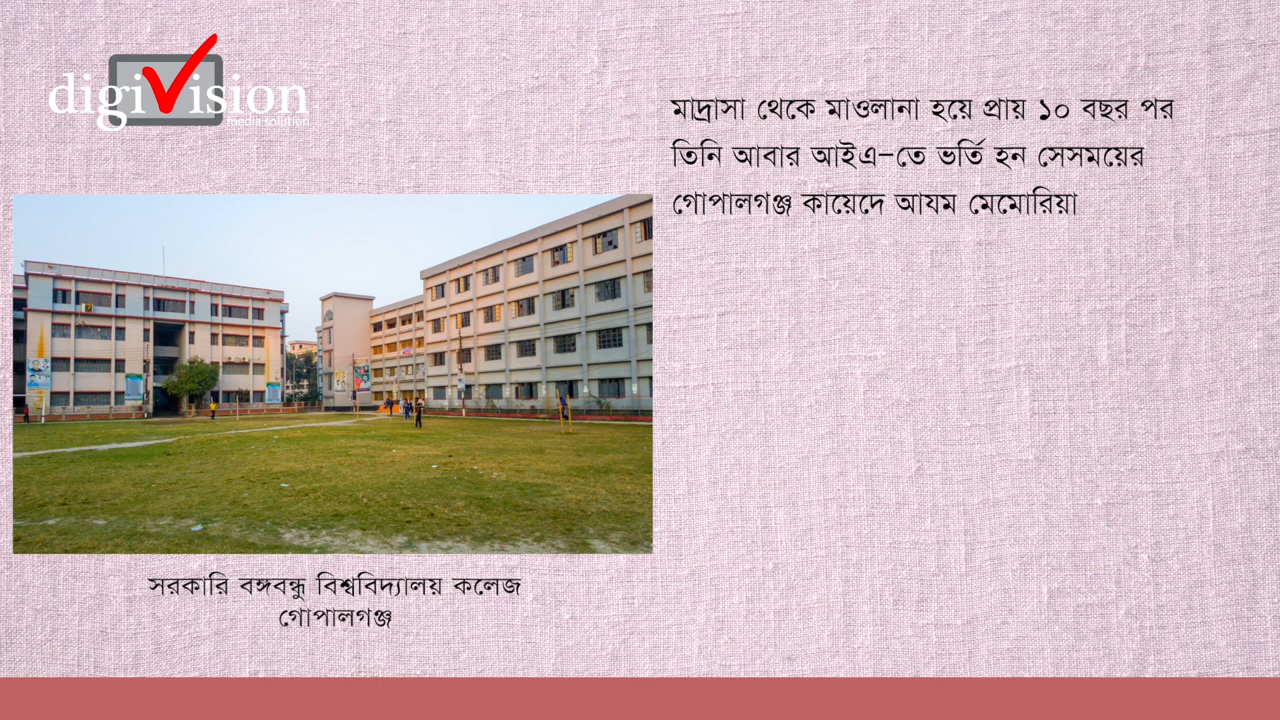 digivision
media solution
মাদ্রাসা থেকে মাওলানা হয়ে প্রায় ১০ বছর পর
তিনি আবার আইএ-তে ভর্তি হন সেসময়ের
গোপালগঞ্জ কায়েদে আযম মেমোরিয়া
সরকারি বঙ্গবন্ধু বিশ্ববিদ্যালয় কলেজ
গোপালগঞ্জ